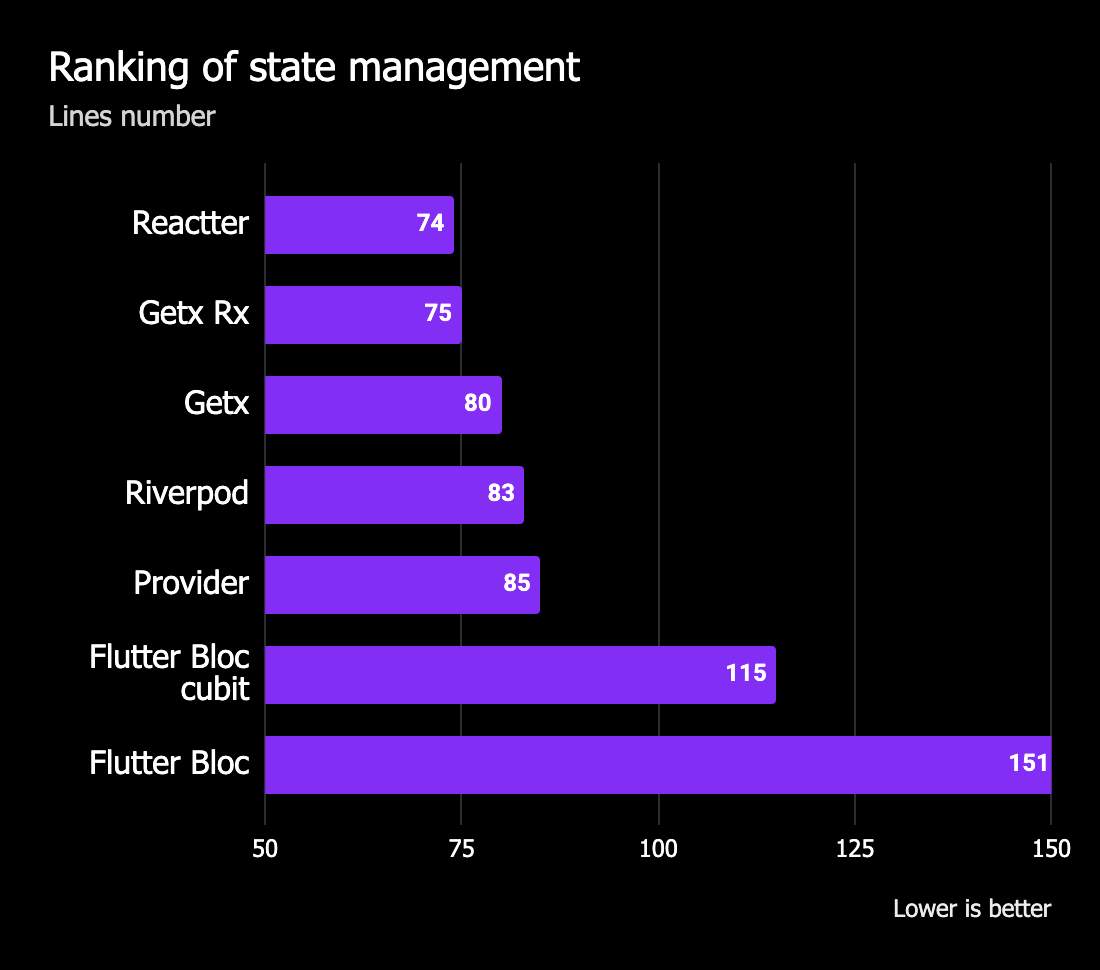 Ranking of state management
Lines number
Reactter
74
Getx Rx
75
Getx
80
Riverpod
83
Provider
85
Flutter Bloc
cubit
115
Flutter Bloc
151
50 75 100 125 150
Lower is better